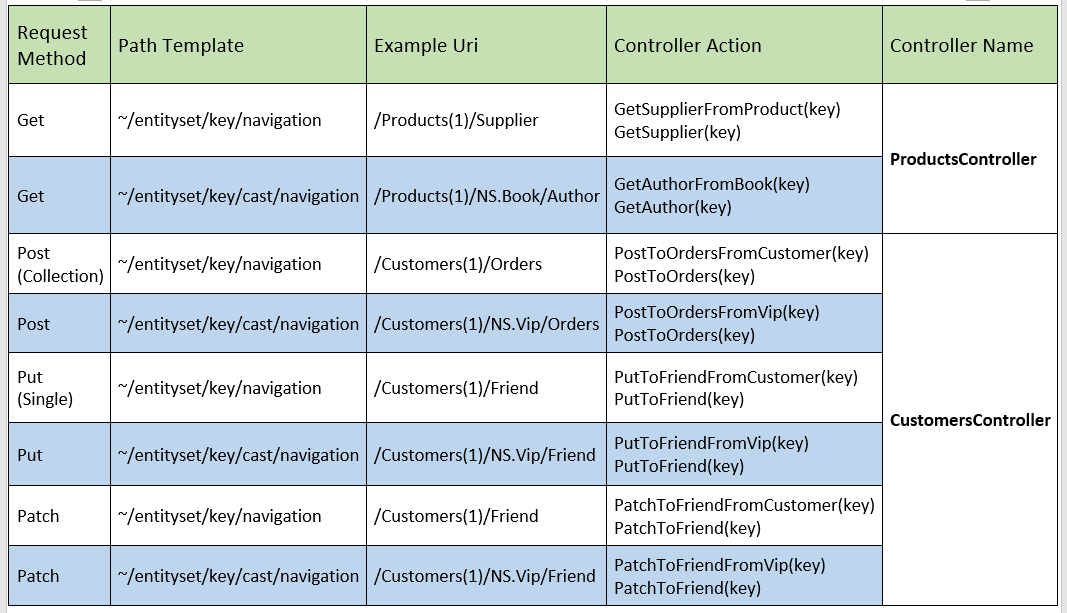 Request
Method
Path Template
Example Uri
Controller Action
Controller Name
Get
~/entityset/key/navigation
/Products(1)/Supplier
GetSupplierFromProduct(key)
GetSupplier(key)
ProductsController
Get
~/entityset/key/cast/navigation
/Products(1)/NS.Book/Author
GetAuthorFromBook(key)
GetAuthor(key)
Post
(Collection)
~/entityset/key/navigation
/Customers(1)/Orders
PostToOrdersFromCustomer(key)
PostToOrders(key)
CustomersController
Post
~/entityset/key/cast/navigation
/Customers(1)/NS.Vip/Orders
PostToOrdersFromVip(key)
PostToOrders(key)
Put
(Single)
~/entityset/key/navigation
/Customers(1)/Friend
PutToFriendFromCustomer(key)
PutToFriend(key)
Put
~/entityset/key/cast/navigation
/Customers(1)/NS.Vip/Friend
PutToFriendFromVip(key)
PutToFriend(key)
Patch
~/entityset/key/navigation
/Customers(1)/Friend
PatchToFriendFromCustomer(key)
PatchToFriend(key)
Patch
~/entityset/key/cast/navigation
/Customers(1)/NS.Vip/Friend
PatchToFriendFromVip(key)
PatchToFriend(key)